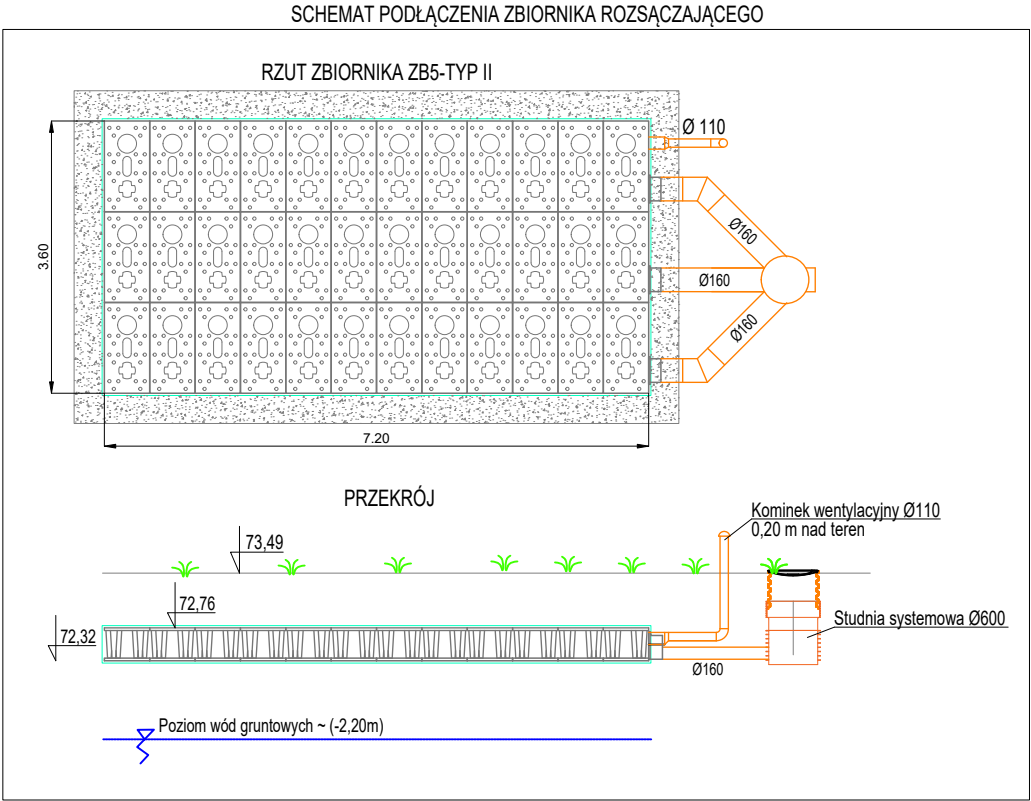 SCHEMAT PODŁĄCZENIA ZBIORNIKA ROZSĄCZAJĄCEGO
RZUT ZBIORNIKA ZB5-TYP II
Ø 110
Ø160
3.60
Ø160
Ø160
7.20
PRZEKRÓJ
Kominek wentylacyjny Ø110
0,20 m nad teren
73,49
72,76
72,32
Studnia systemowa Ø600
Ø160
Poziom wód gruntowych ~ (-2,20m)